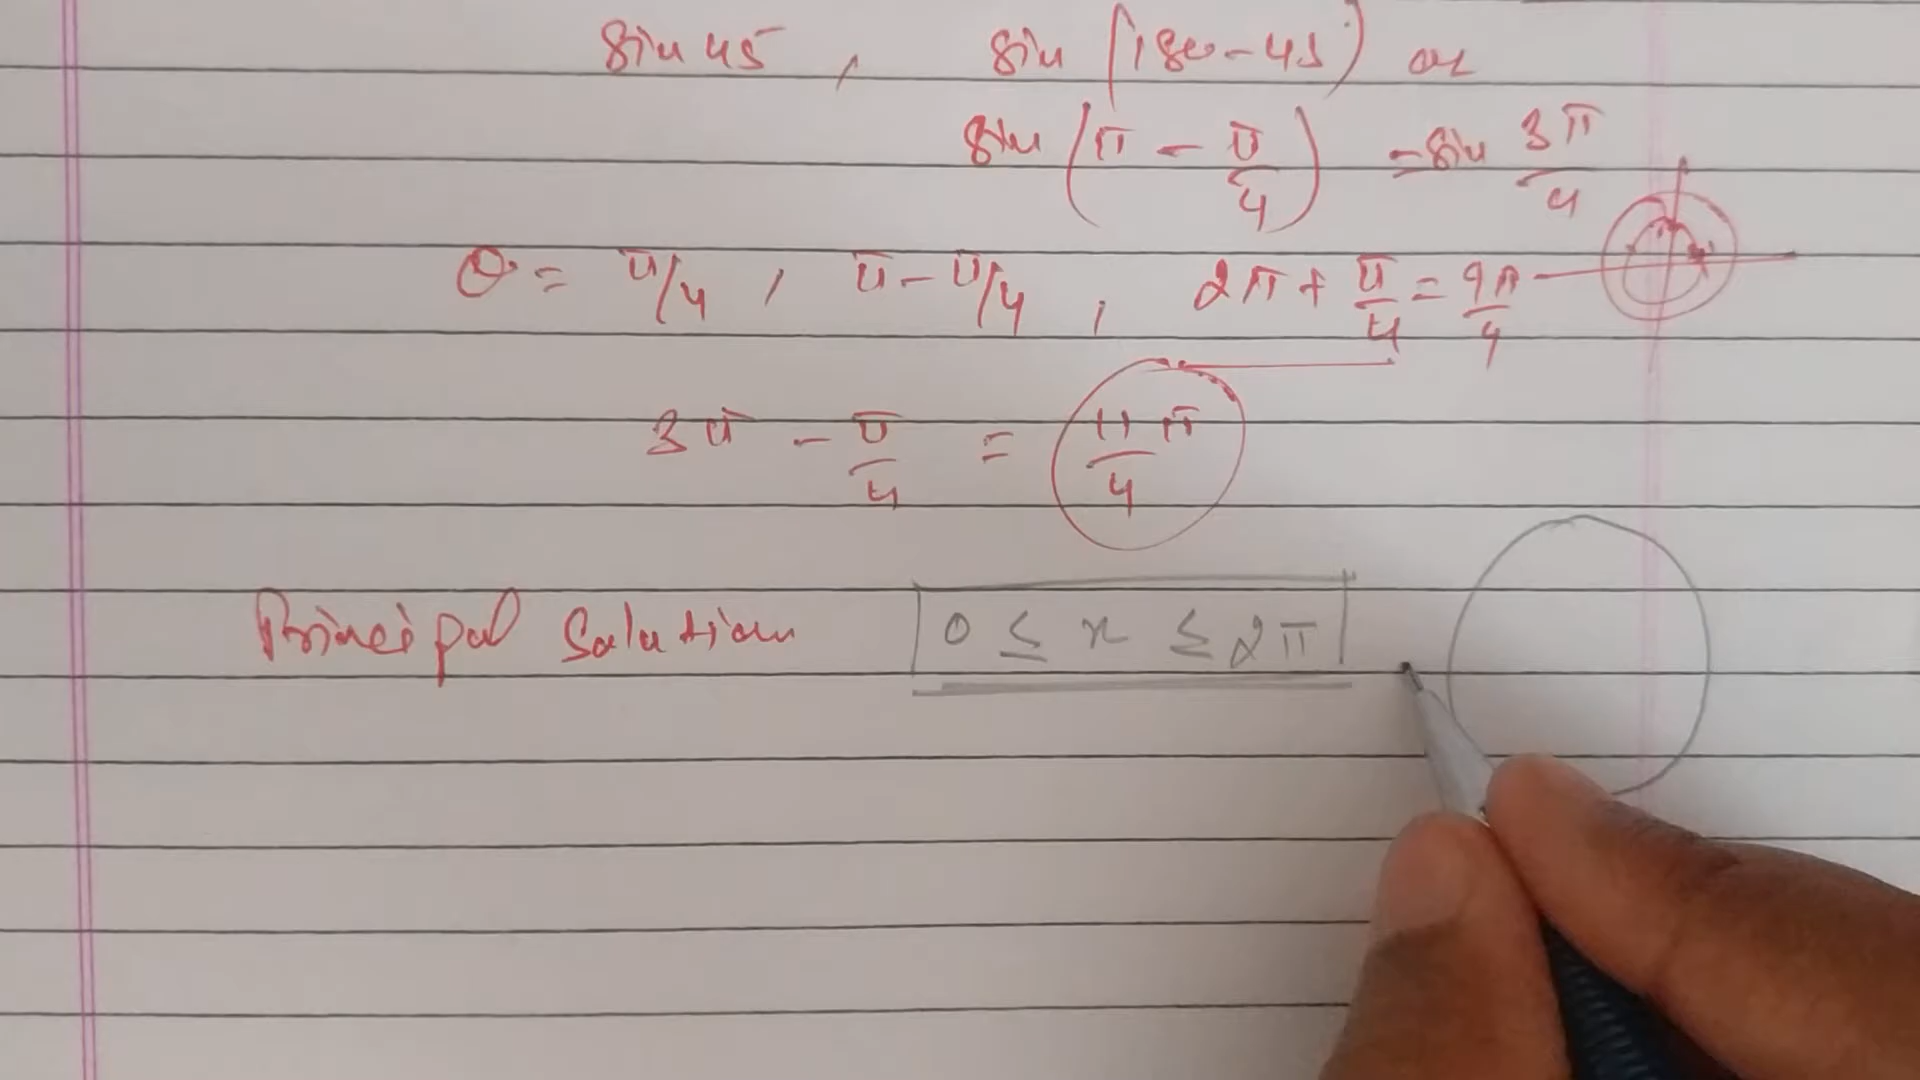 sin 45 , sin (180-45) or
sin (π - π/4) = sin 3π/4
θ = π/4 , π - π/4 , 2π + π/4 = 9π/4
3π - π/4 = 11π/4
Principal Solution 0 ≤ x ≤ 2π